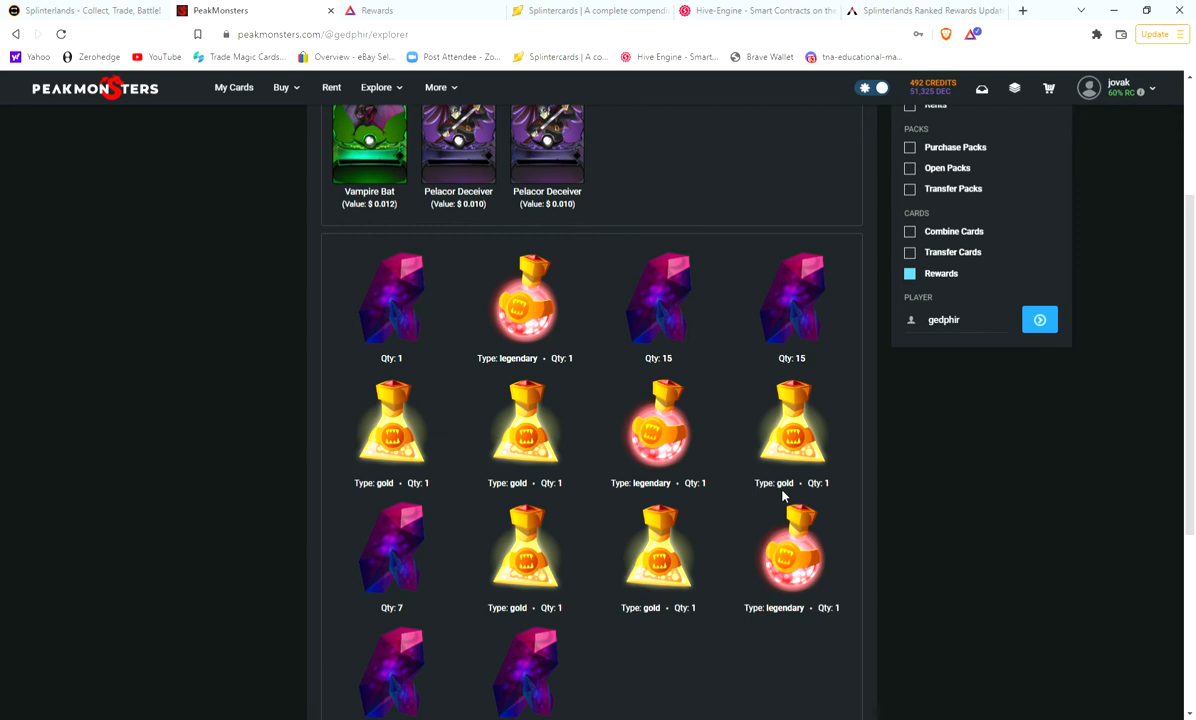 Splinterlands - Collect, Trade, Battle!
PeakMonsters
Rewards
Splintercards | A complete compendi
Hive-Engine - Smart Contracts on the
Splinterlands Ranked Rewards Updat
peakmonsters.com/@gedphir/explorer
Update
Yahoo
Zerohedge
YouTube
Trade Magic Cards...
Overview - eBay Sel...
Post Attendee - Zo...
Splintercards | A co...
Hive Engine - Smart...
Brave Wallet
tna-educational-ma...
PEAKMONSTERS
My Cards
Buy
Rent
Explore
More
492 CREDITS
51,325 DEC
jovak
60% RC
Vampire Bat
(Value: $ 0.012)
Pelacor Deceiver
(Value: $ 0.010)
Pelacor Deceiver
(Value: $ 0.010)
Rents
PACKS
Purchase Packs
Open Packs
Transfer Packs
CARDS
Combine Cards
Transfer Cards
Rewards
PLAYER
gedphir
Qty: 1
Type: legendary • Qty: 1
Qty: 15
Qty: 15
Type: gold • Qty: 1
Type: gold • Qty: 1
Type: legendary • Qty: 1
Type: gold • Qty: 1
Qty: 7
Type: gold • Qty: 1
Type: gold • Qty: 1
Type: legendary • Qty: 1